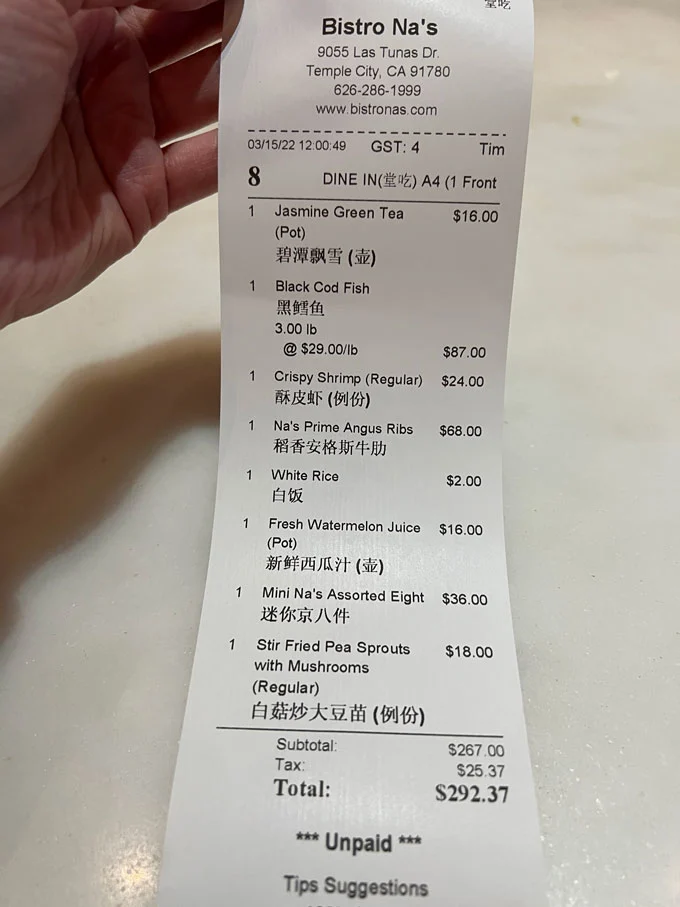 堂吃
Bistro Na's
9055 Las Tunas Dr.
Temple City, CA 91780
626-286-1999
www.bistronas.com
03/15/22 12:00:49 GST: 4 Tim
8 DINE IN(堂吃) A4 (1 Front
1 Jasmine Green Tea $16.00
(Pot)
碧潭飘雪 (壶)
1 Black Cod Fish
黑鳕鱼
3.00 lb
@ $29.00/lb $87.00
1 Crispy Shrimp (Regular) $24.00
酥皮虾 (例份)
1 Na's Prime Angus Ribs $68.00
稻香安格斯牛肋
1 White Rice $2.00
白饭
1 Fresh Watermelon Juice $16.00
(Pot)
新鲜西瓜汁 (壶)
1 Mini Na's Assorted Eight $36.00
迷你京八件
1 Stir Fried Pea Sprouts $18.00
with Mushrooms
(Regular)
白菇炒大豆苗 (例份)
Subtotal: $267.00
Tax: $25.37
Total: $292.37
*** Unpaid ***
Tips Suggestions